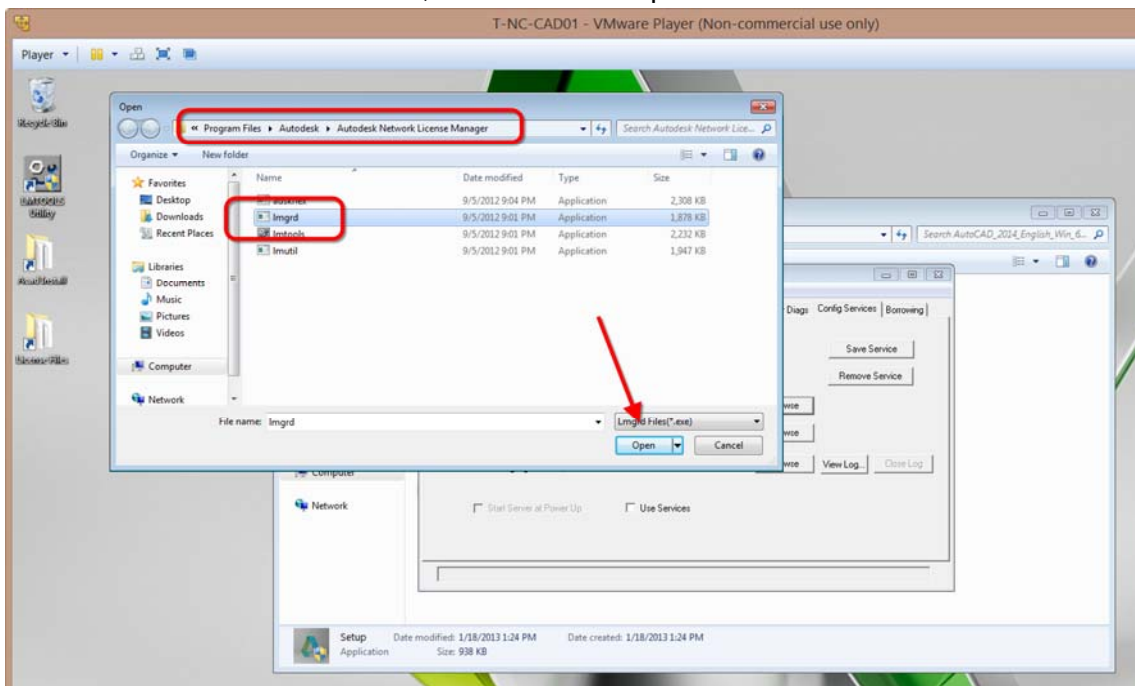 T-NC-CAD01 - VMware Player (Non-commercial use only)
Player
Open
« Program Files ▸ Autodesk ▸ Autodesk Network License Manager
Search Autodesk Network Lice...
Organize
New folder
Name
Date modified
Type
Size
Favorites
Desktop
Downloads
Recent Places
Libraries
Documents
Music
Pictures
Videos
Computer
Network
9/5/2012 9:04 PM Application 2,308 KB
lmgrd 9/5/2012 9:01 PM Application 1,878 KB
lmtools 9/5/2012 9:01 PM Application 2,232 KB
lmutil 9/5/2012 9:01 PM Application 1,947 KB
File name: lmgrd
Lmgrd Files(*.exe)
Open
Cancel
Search AutoCAD_2014_English_Win_6...
Diags
Config Services
Borrowing
Save Service
Remove Service
View Log...
Close Log
Computer
Network
Start Server at Power Up
Use Services
Setup Date modified: 1/18/2013 1:24 PM Date created: 1/18/2013 1:24 PM
Application Size: 938 KB